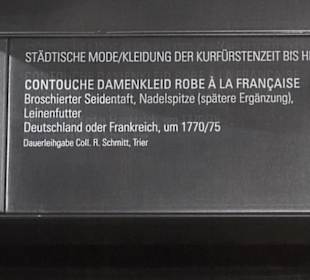 STÄDTISCHE MODE/KLEIDUNG DER KURFÜRSTENZEIT BIS
CONTOUCHE DAMENKLEID ROBE À LA FRANÇAISE
Broschierter Seidentaft, Nadelspitze (spätere Ergänzung),
Leinenfutter
Deutschland oder Frankreich, um 1770/75
Dauerleihgabe Coll. R. Schmitt, Trier